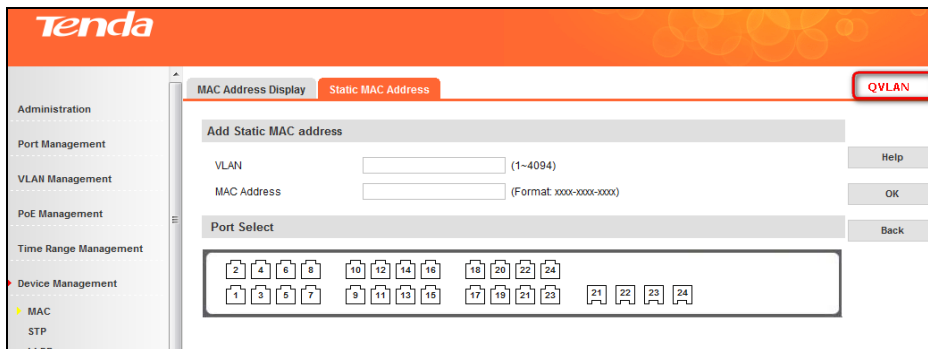 Tenda
MAC Address Display Static MAC Address
QVLAN
Administration
Port Management
VLAN Management
PoE Management
Time Range Management
Device Management
MAC
STP
Add Static MAC address
VLAN (1~4094)
MAC Address (Format: xxxx-xxxx-xxxx)
Port Select
2 4 6 8 10 12 14 16 18 20 22 24
1 3 5 7 9 11 13 15 17 19 21 23 21 22 23 24
Help
OK
Back